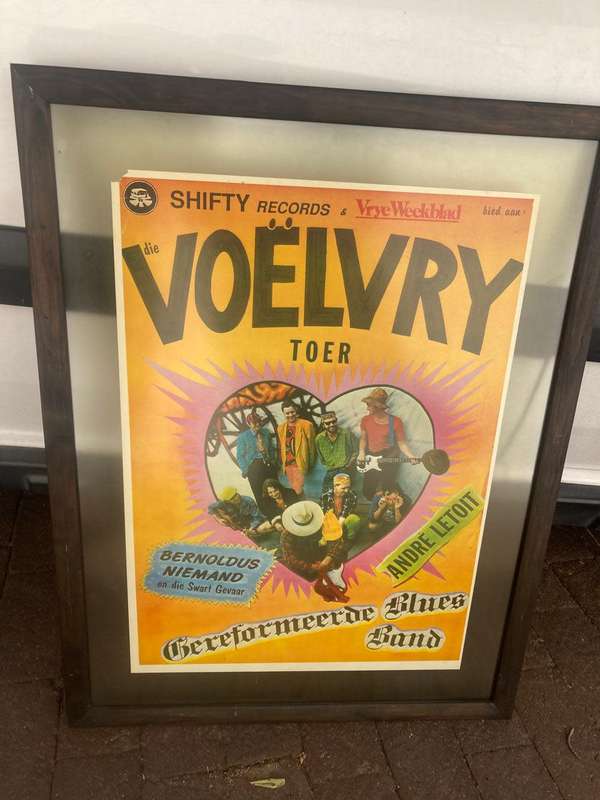 SHIFTY RECORDS & Vrye Weekblad bied aan:
die
VOËLVRY
TOER
BERNOLDUS
NIEMAND
en die Swart Gevaar
ANDRE LETOIT
Gereformeerde Blues
Band